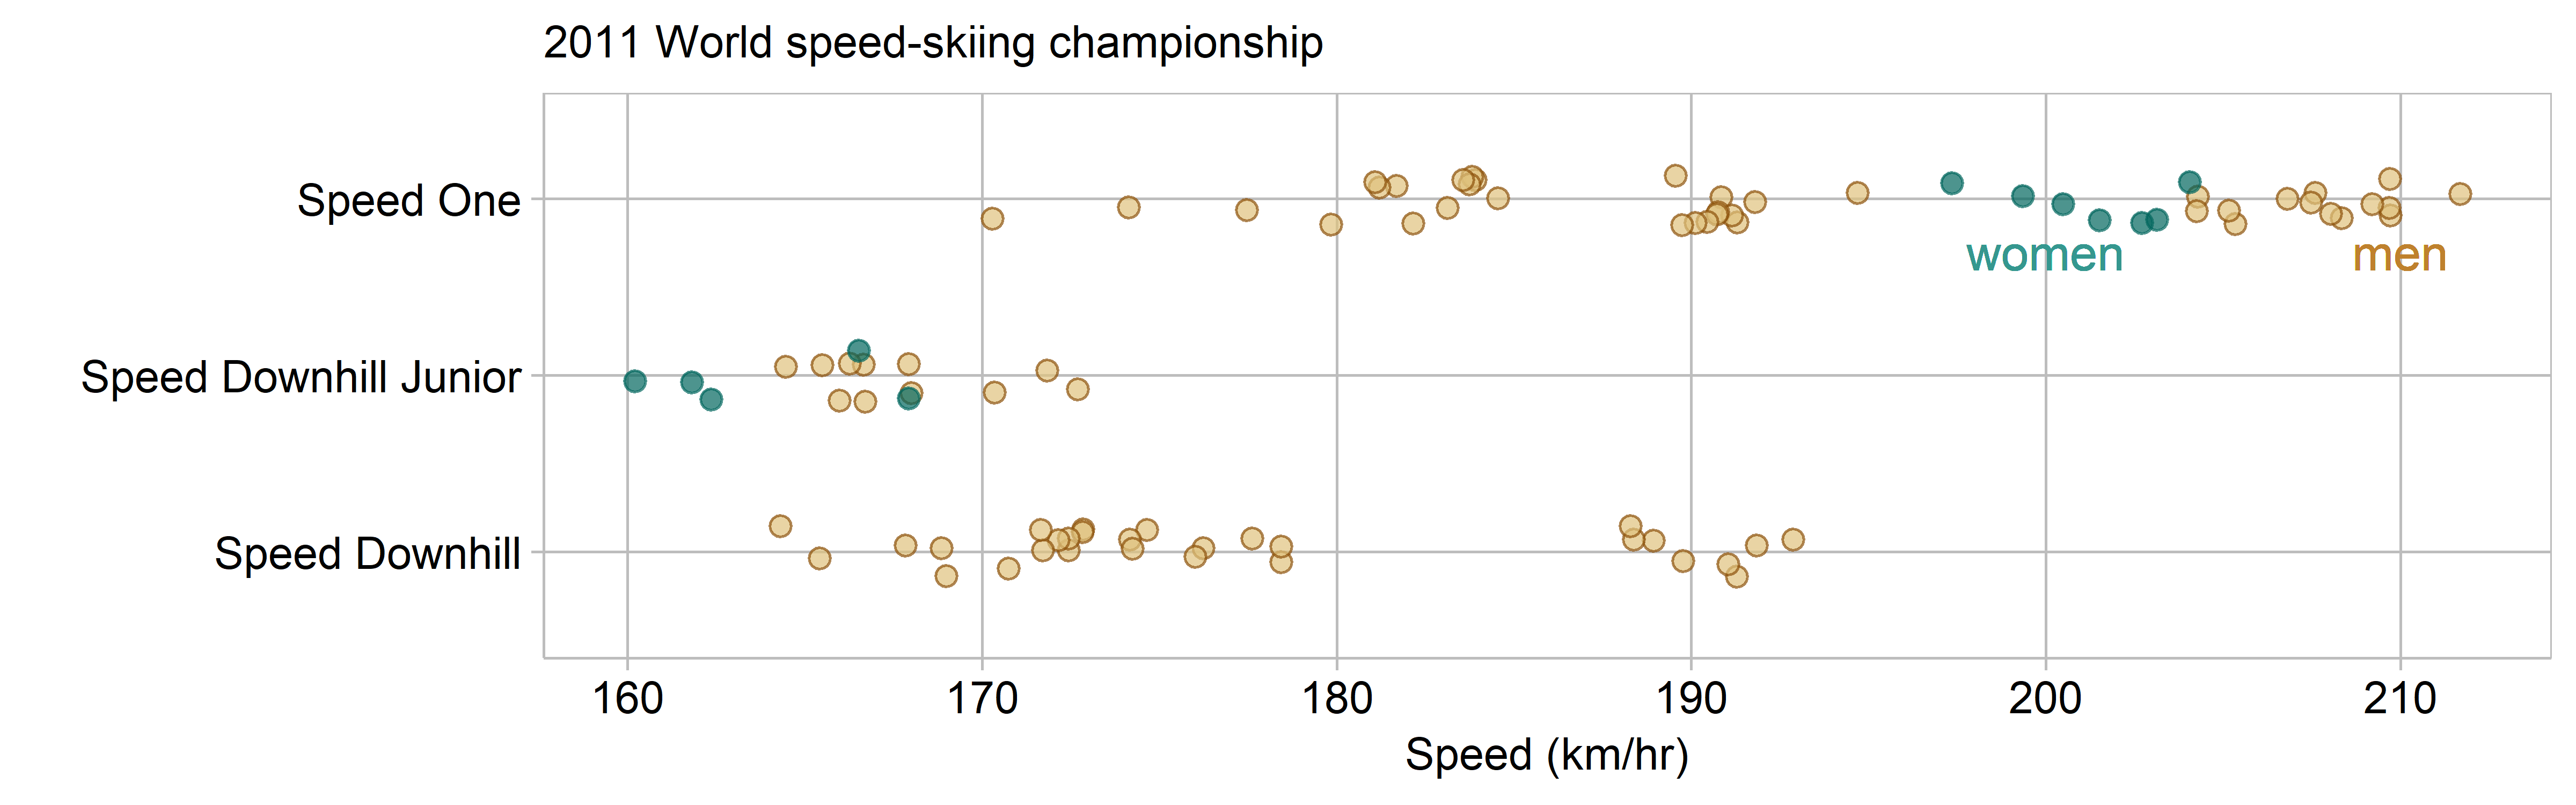 2011 World speed-skiing championship
Speed One
women
men
Speed Downhill Junior
Speed Downhill
160 170 180 190 200 210
Speed (km/hr)